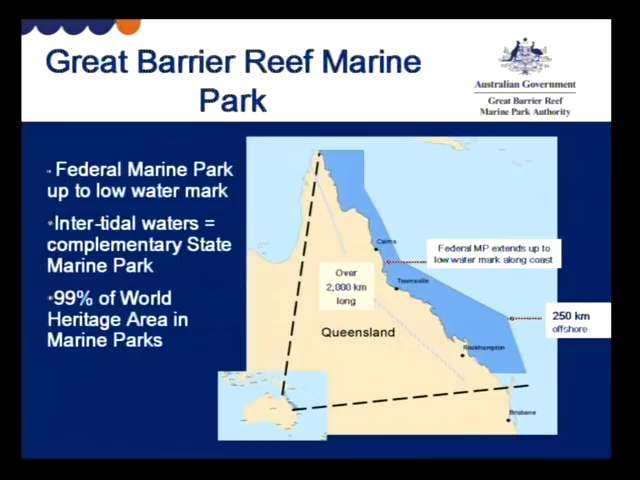 Great Barrier Reef Marine
Park
Australian Government
Great Barrier Reef
Marine Park Authority
Federal Marine Park
up to low water mark
Inter-tidal waters =
complementary State
Marine Park
99% of World
Heritage Area in
Marine Parks
Cairns
Federal MP extends up to
low water mark along coast
Over
2,000 km
long
Townsville
250 km
offshore
Queensland
Rockhampton
Brisbane